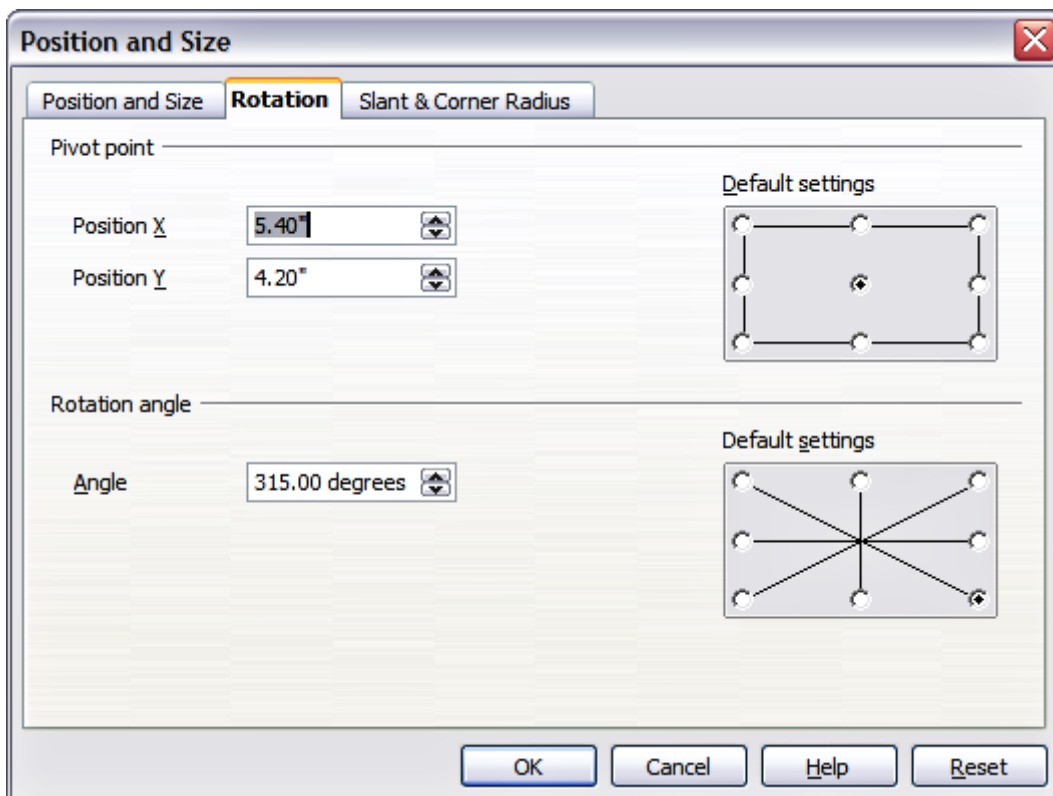 Position and Size
Position and Size Rotation Slant & Corner Radius
Pivot point
Default settings
Position X 5.40"
Position Y 4.20"
Rotation angle
Default settings
Angle 315.00 degrees
OK Cancel Help Reset